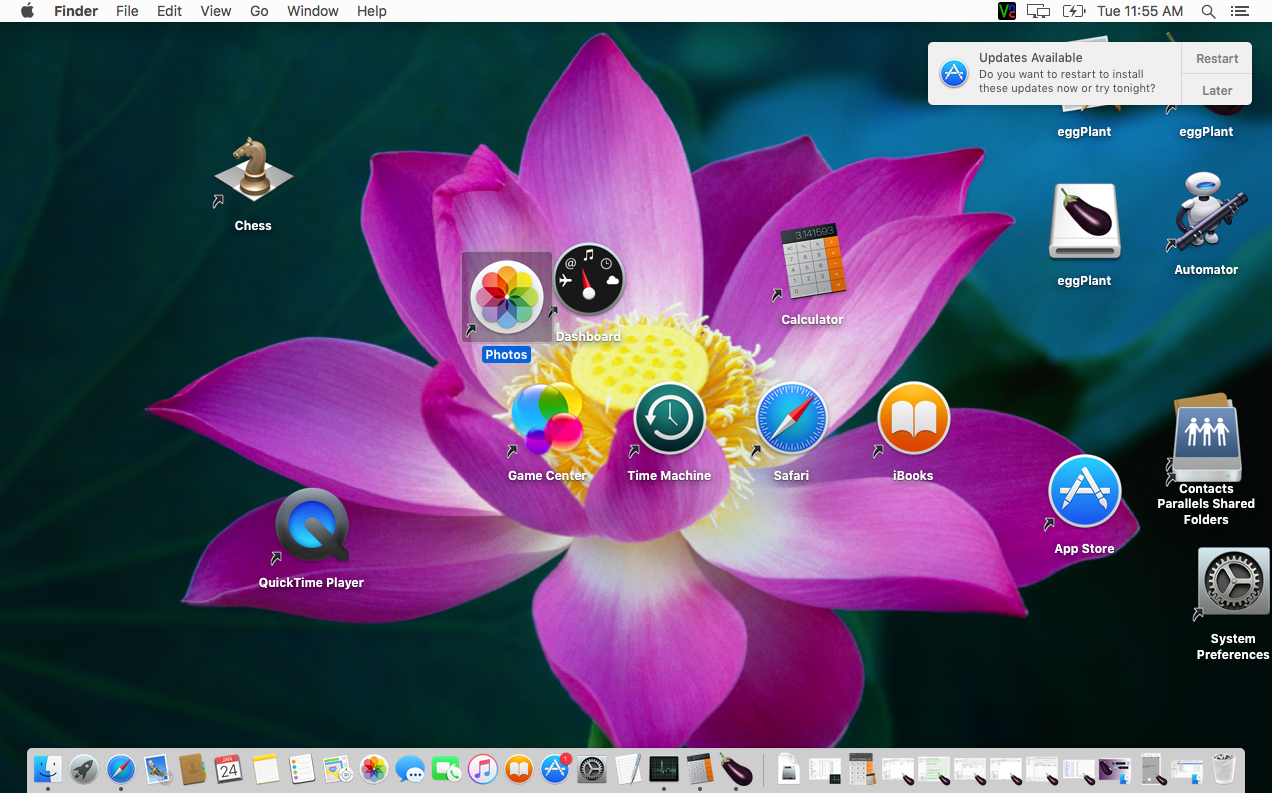 Finder File Edit View Go Window Help Tue 11:55 AM
Updates Available
Do you want to restart to install
these updates now or try tonight?
Restart
Later
eggPlant
eggPlant
Chess
3.141593
eggPlant
Automator
Calculator
Dashboard
Photos
Game Center
Time Machine
Safari
iBooks
Contacts
Parallels Shared
Folders
App Store
QuickTime Player
System
Preferences
JAN
24
1